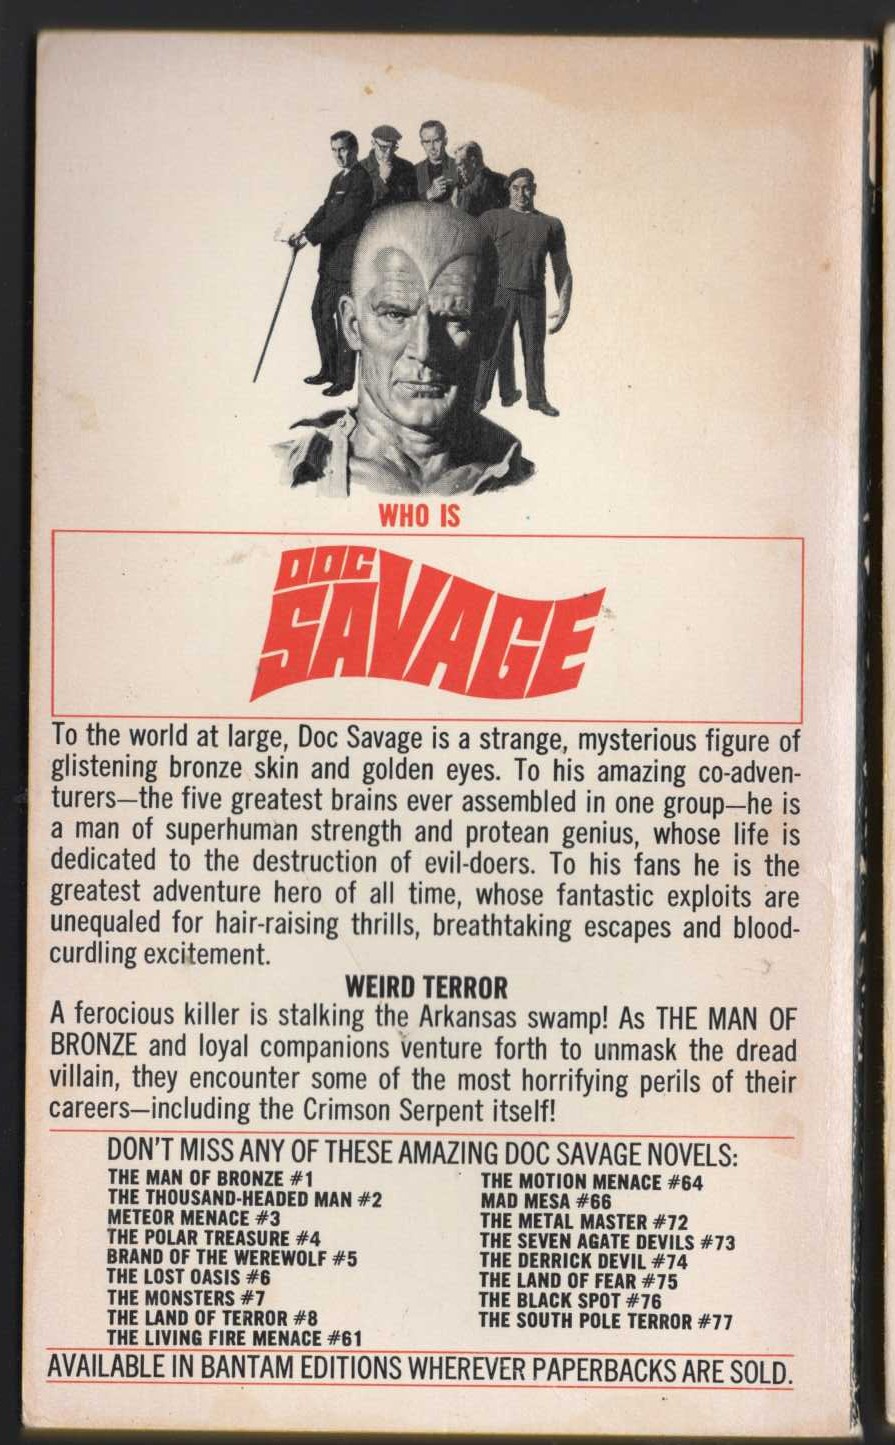 WHO IS
DOC
SAVAGE
To the world at large, Doc Savage is a strange, mysterious figure of
glistening bronze skin and golden eyes. To his amazing co-adven-
turers—the five greatest brains ever assembled in one group—he is
a man of superhuman strength and protean genius, whose life is
dedicated to the destruction of evil-doers. To his fans he is the
greatest adventure hero of all time, whose fantastic exploits are
unequaled for hair-raising thrills, breathtaking escapes and blood-
curdling excitement.
WEIRD TERROR
A ferocious killer is stalking the Arkansas swamp! As THE MAN OF
BRONZE and loyal companions venture forth to unmask the dread
villain, they encounter some of the most horrifying perils of their
careers—including the Crimson Serpent itself!
DON'T MISS ANY OF THESE AMAZING DOC SAVAGE NOVELS:
THE MAN OF BRONZE #1
THE THOUSAND-HEADED MAN #2
METEOR MENACE #3
THE POLAR TREASURE #4
BRAND OF THE WEREWOLF #5
THE LOST OASIS #6
THE MONSTERS #7
THE LAND OF TERROR #8
THE LIVING FIRE MENACE #61
THE MOTION MENACE #64
MAD MESA #66
THE METAL MASTER #72
THE SEVEN AGATE DEVILS #73
THE DERRICK DEVIL #74
THE LAND OF FEAR #75
THE BLACK SPOT #76
THE SOUTH POLE TERROR #77
AVAILABLE IN BANTAM EDITIONS WHEREVER PAPERBACKS ARE SOLD.